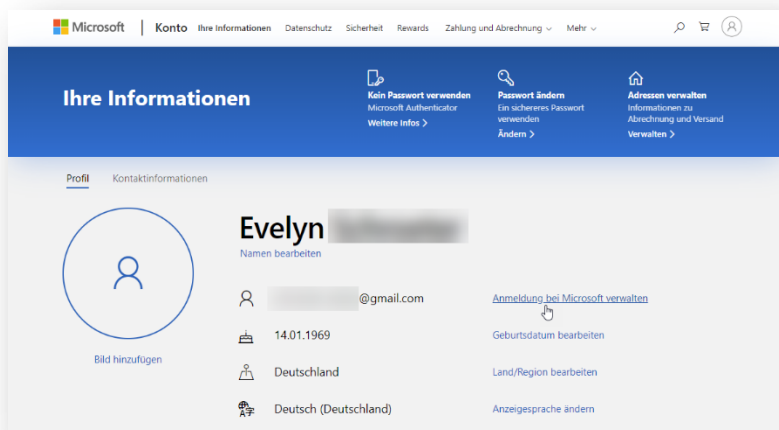 Microsoft | Konto Ihre Informationen Datenschutz Sicherheit Rewards Zahlung und Abrechnung Mehr
Ihre Informationen
Kein Passwort verwenden
Microsoft Authenticator
Weitere Infos >
Passwort ändern
Ein sichereres Passwort
verwenden
Ändern >
Adressen verwalten
Informationen zu
Abrechnung und Versand
Verwalten >
Profil Kontaktinformationen
Evelyn
Namen bearbeiten
@gmail.com Anmeldung bei Microsoft verwalten
14.01.1969 Geburtsdatum bearbeiten
Bild hinzufügen
Deutschland Land/Region bearbeiten
Deutsch (Deutschland) Anzeigesprache ändern